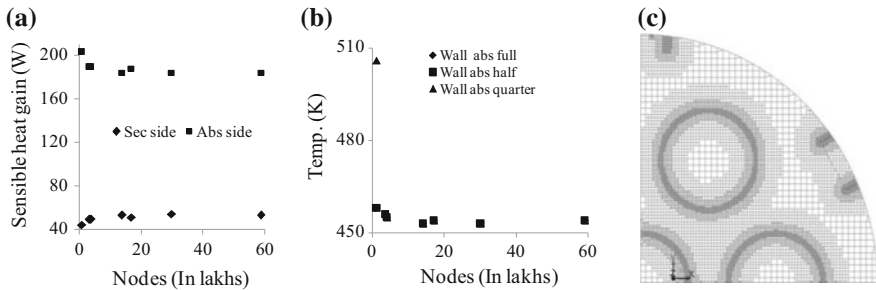 (a)
Sensible heat gain (W)
200
160
120
80
40
Sec side
Abs side
0
20
40
60
Nodes (In lakhs)
(b)
Temp. (K)
510
480
450
Wall abs full
Wall abs half
Wall abs quarter
0
20
40
60
Nodes (In lakhs)
(c)